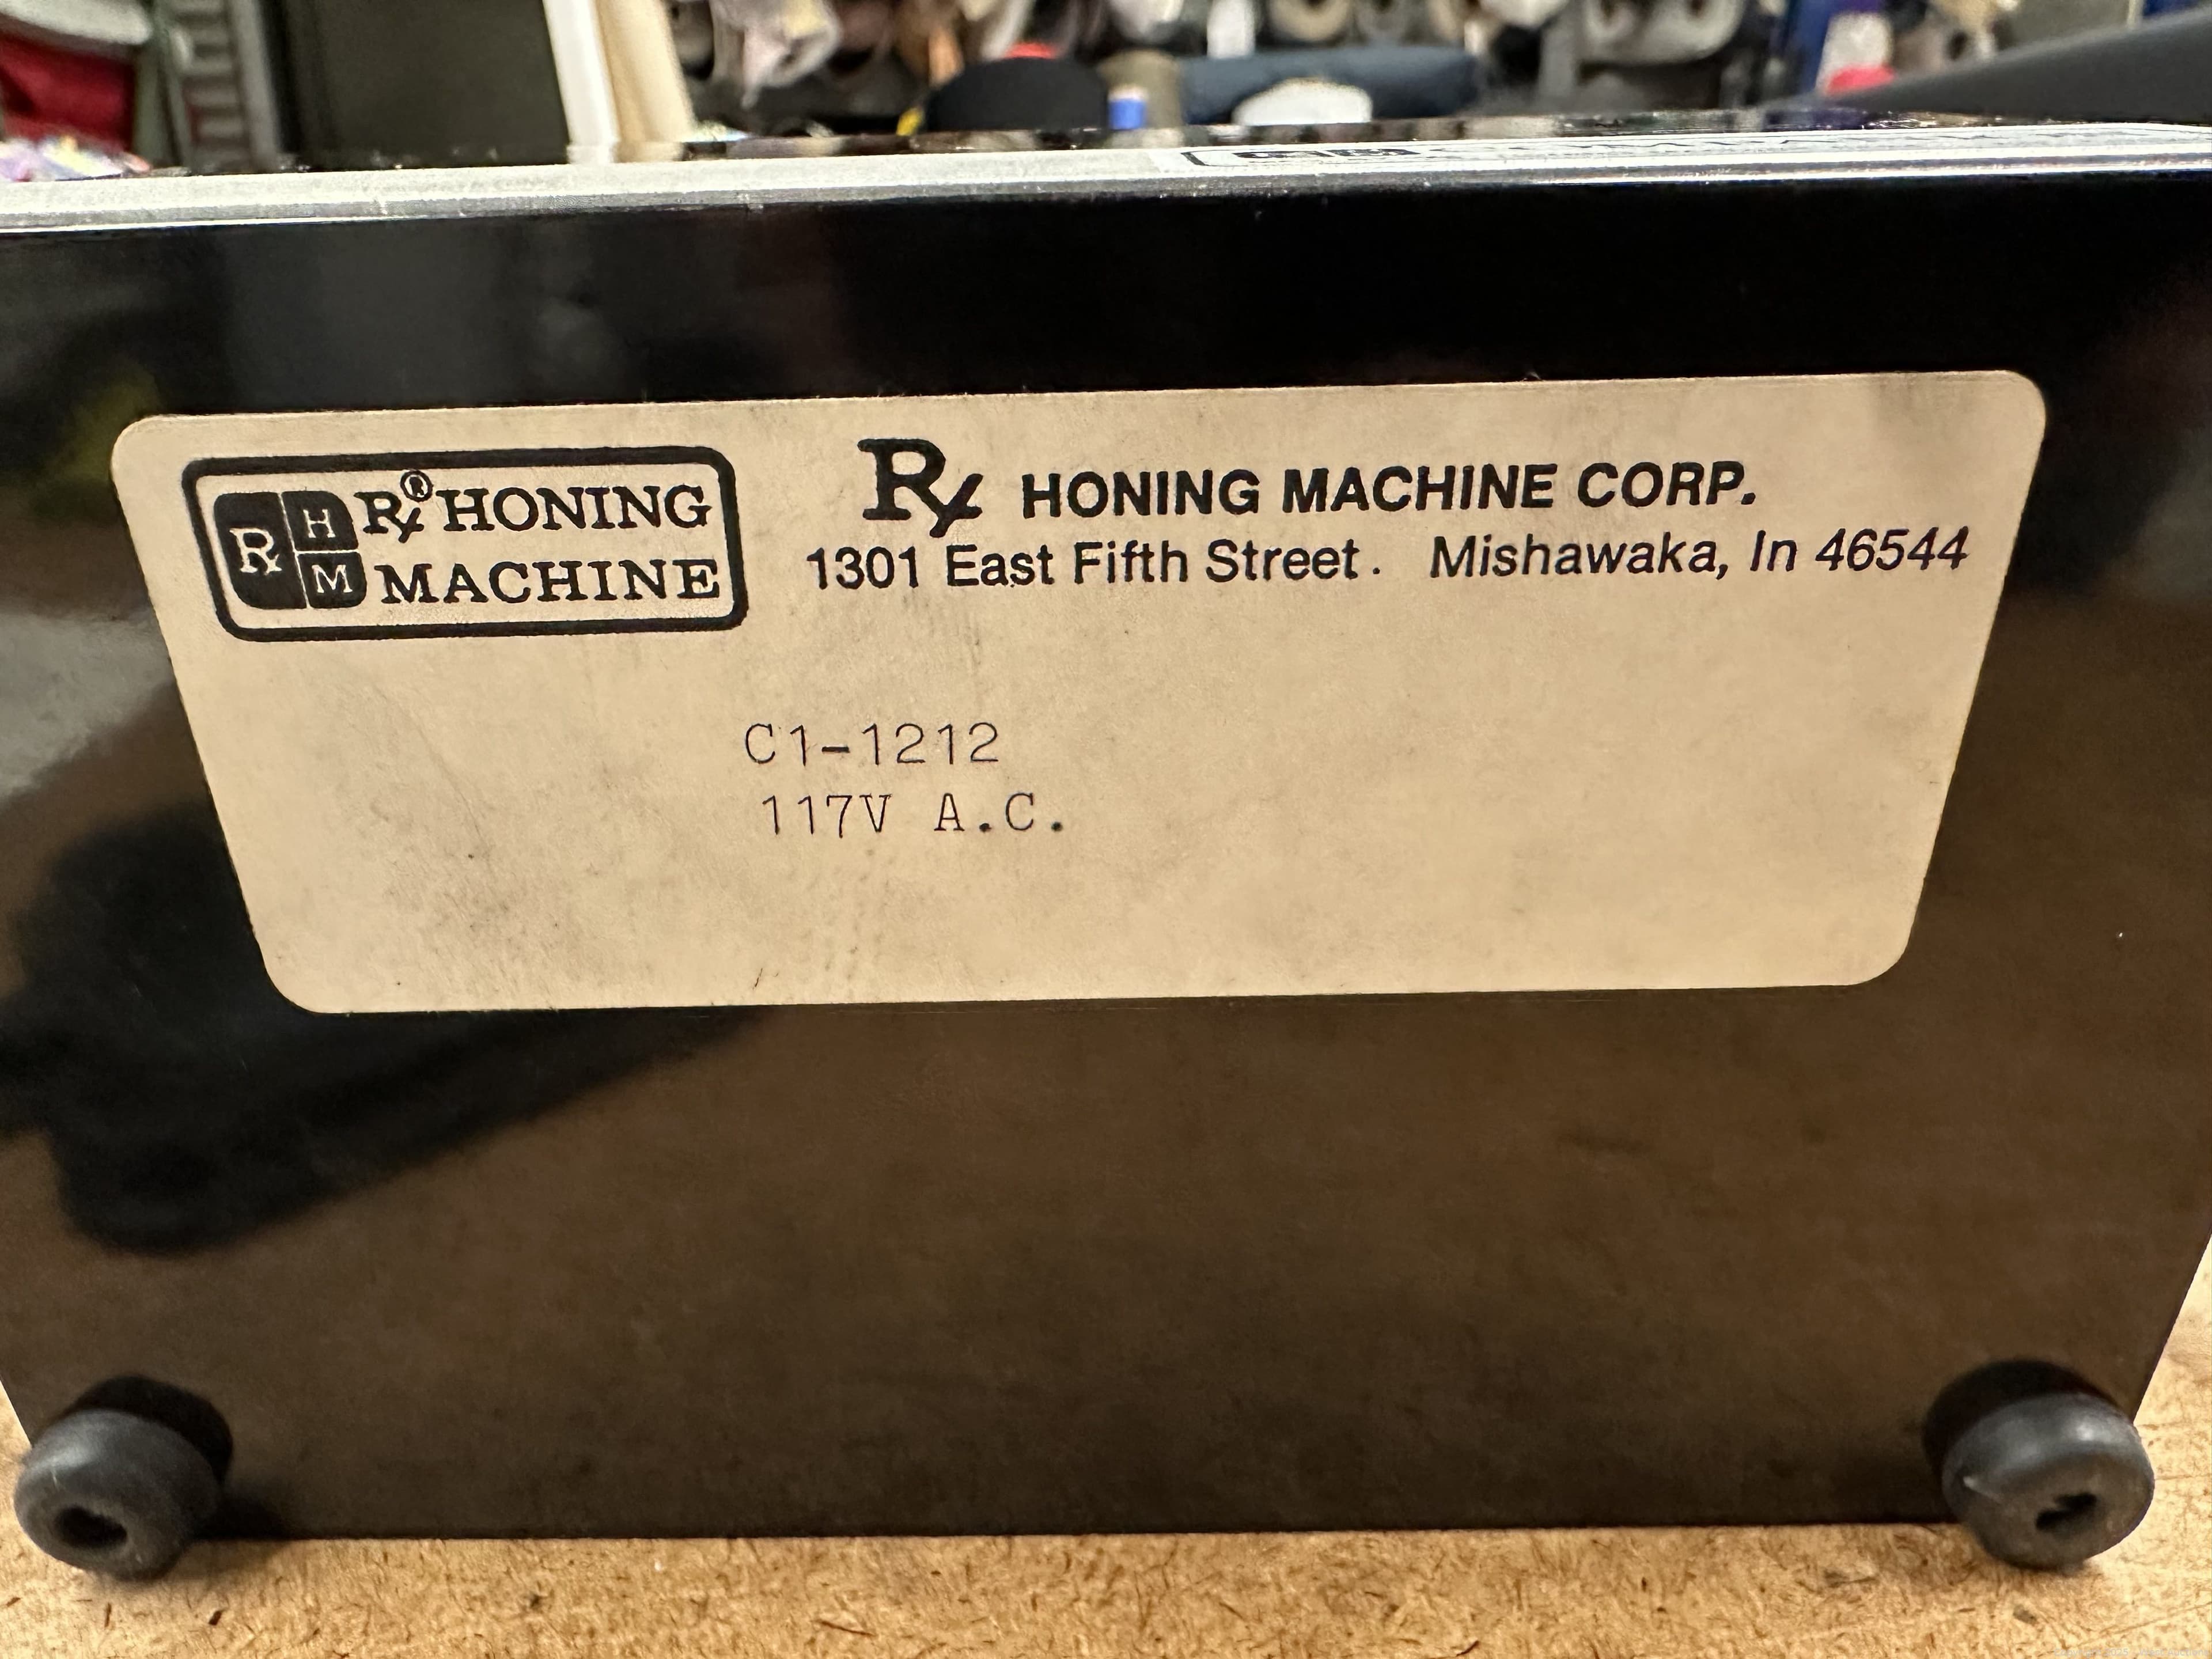 R
H
M
℞® HONING
MACHINE
℞ HONING MACHINE CORP.
1301 East Fifth Street. Mishawaka, In 46544
C1-1212
117V A.C.